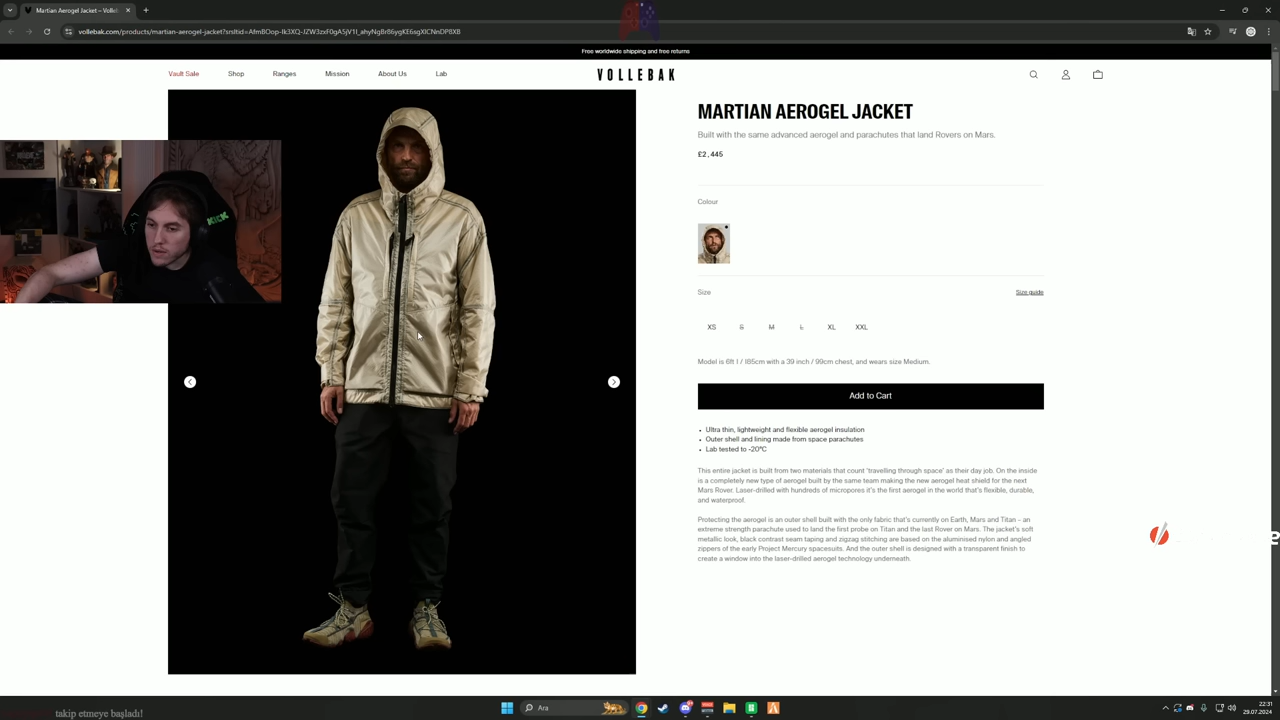 Martian Aerogel Jacket – Volleb
vollebak.com/products/martian-aerogel-jacket?srsltid=AfmBOop-Ik3XQ-JZW3zxF0gA5jV1I_ahyNgBr86ygKE6sgXlCNnDP8XB
Free worldwide shipping and free returns
Vault Sale Shop Ranges Mission About Us Lab
VOLLEBAK
MARTIAN AEROGEL JACKET
Built with the same advanced aerogel and parachutes that land Rovers on Mars.
£2,445
Colour
KICK
Size Size guide
XS S M L XL XXL
Model is 6ft 1 / 185cm with a 39 inch / 99cm chest, and wears size Medium.
Add to Cart
• Ultra thin, lightweight and flexible aerogel insulation
• Outer shell and lining made from space parachutes
• Lab tested to -20°C
This entire jacket is built from two materials that count ‘travelling through space’ as their day job. On the inside
is a completely new type of aerogel built by the same team making the new aerogel heat shield for the next
Mars Rover. Laser-drilled with hundreds of micropores it’s the first aerogel in the world that’s flexible, durable,
and waterproof.
Protecting the aerogel is an outer shell built with the only fabric that’s currently on Earth, Mars and Titan – an
extreme strength parachute used to land the first probe on Titan and the last Rover on Mars. The jacket’s soft
metallic look, black contrast seam taping and zigzag stitching are based on the aluminised nylon and angled
zippers of the early Project Mercury spacesuits. And the outer shell is designed with a transparent finish to
create a window into the laser-drilled aerogel technology underneath.
takip etmeye başladı!
Ara
22:31
29.07.2024